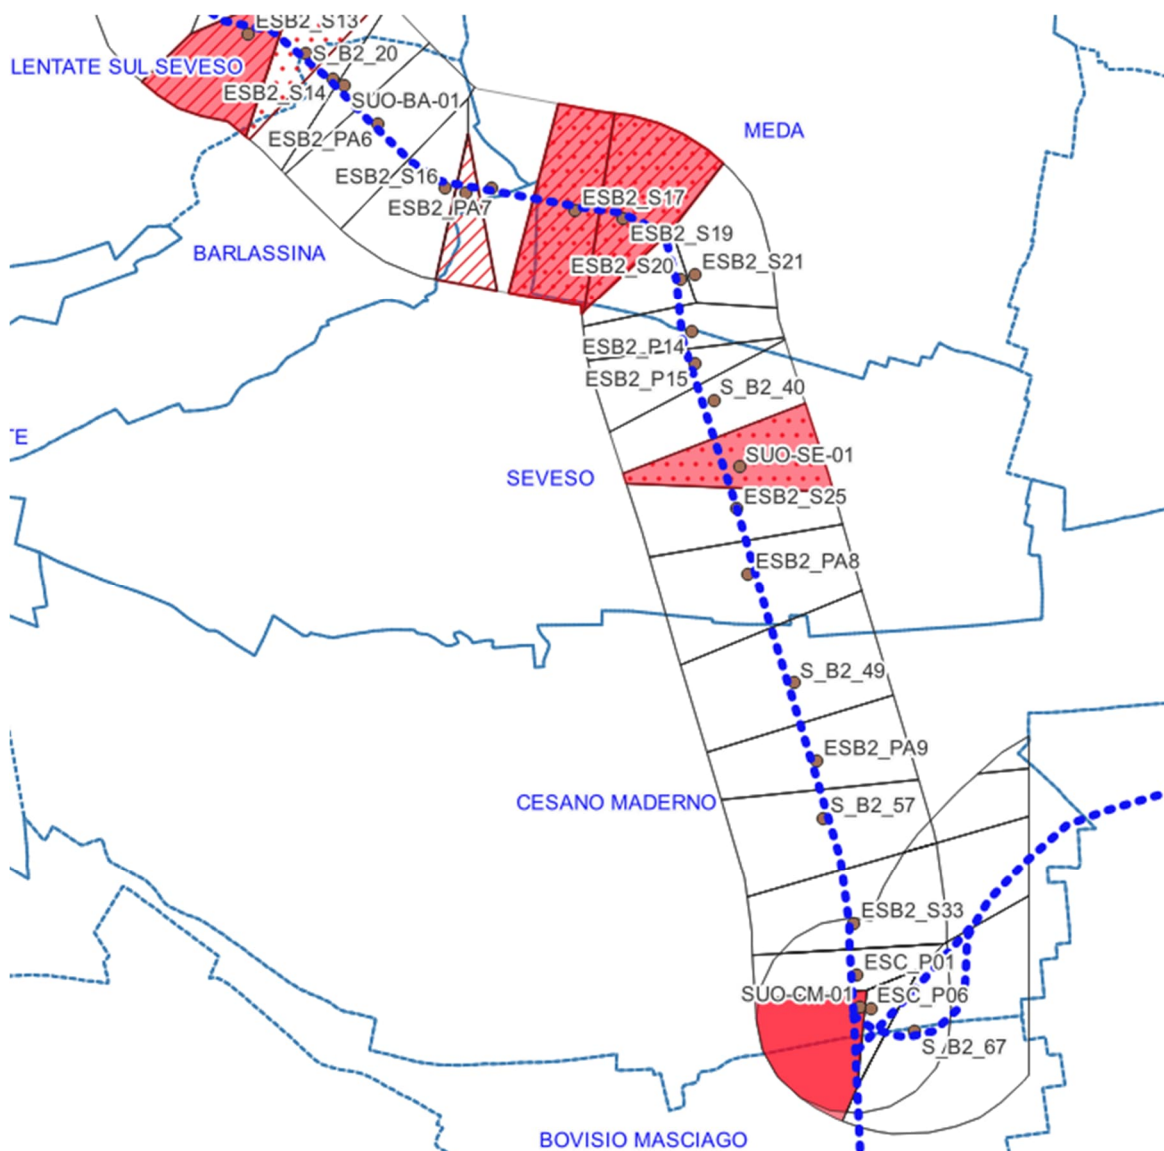 ESB2_S13
S_B2_20
LENTATE SUL SEVESO
ESB2_S14
SUO-BA-01
MEDA
ESB2_PA6
ESB2_S16
ESB2_S17
ESB2_PA7
ESB2_S19
BARLASSINA
ESB2_S20
ESB2_S21
ESB2_P14
ESB2_P15
S_B2_40
TE
SUO-SE-01
SEVESO
ESB2_S25
ESB2_PA8
S_B2_49
ESB2_PA9
CESANO MADERNO
S_B2_57
ESB2_S33
ESC_P01
SUO-CM-01
ESC_P06
S_B2_67
BOVISIO MASCIAGO